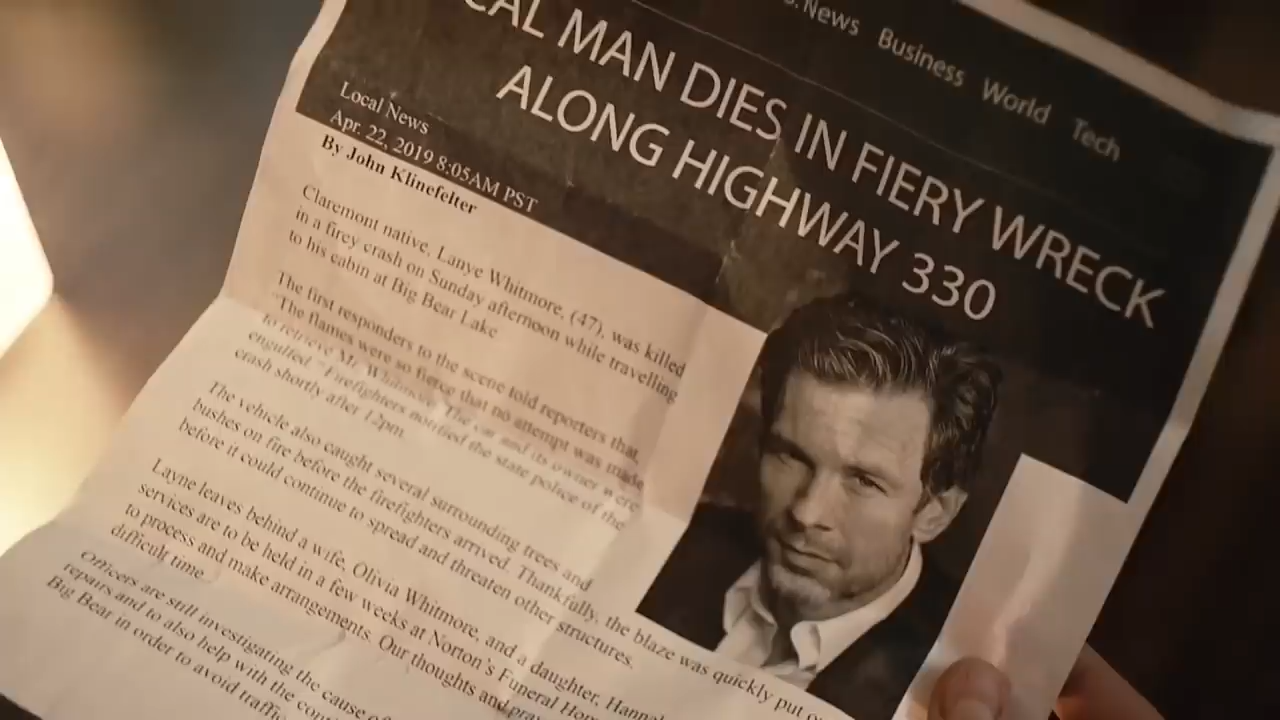 News Business World Tech
CAL MAN DIES IN FIERY WRECK
ALONG HIGHWAY 330
Local News
Apr. 22, 2019 8:05AM PST
By John Klinefelter
Claremont native, Lanye Whitmore, (47), was killed
in a firey crash on Sunday afternoon while travelling
to his cabin at Big Bear Lake
The first responders to the scene told reporters that,
"The flames were so fierce that no attempt was made
to retrieve Mr. Whitmore. The car and its owner were
engulfed." Firefighters notified the state police of the
crash shortly after 12pm.
The vehicle also caught several surrounding trees and
bushes on fire before the firefighters arrived. Thankfully, the blaze was quickly put ou
before it could continue to spread and threaten other structures.
Layne leaves behind a wife, Olivia Whitmore, and a daughter, Hannah
services are to be held in a few weeks at Norton's Funeral Hom
to process and make arrangements. Our thoughts and pray
difficult time.
Officers are still investigating the cause of
repairs and to also help with the cont
Big Bear in order to avoid traffic